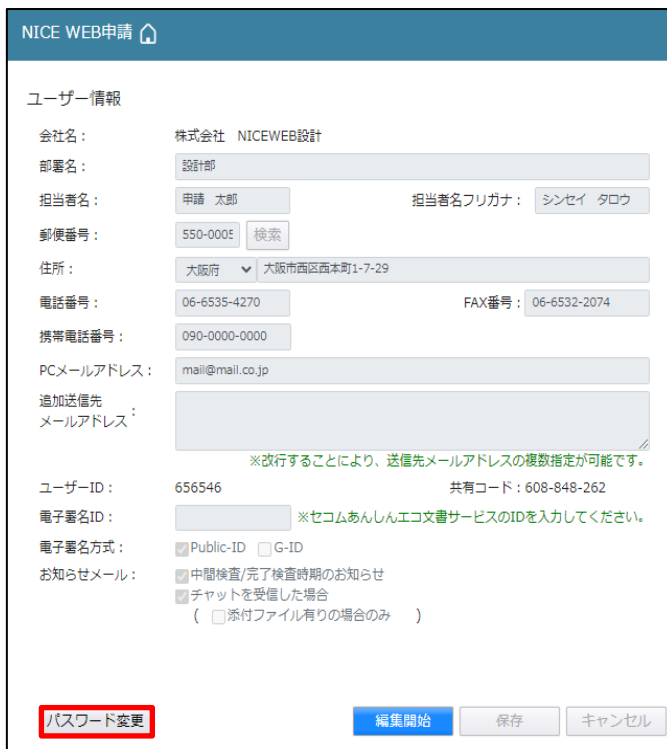 NICE WEB申請
ユーザー情報
会社名： 株式会社 NICEWEB設計
部署名： 設計部
担当者名： 申請 太郎 担当者名フリガナ： シンセイ タロウ
郵便番号： 550-0005 検索
住所： 大阪府 大阪市西区西本町1-7-29
電話番号： 06-6535-4270 FAX番号： 06-6532-2074
携帯電話番号： 090-0000-0000
PCメールアドレス： mail@mail.co.jp
追加送信先
メールアドレス：
※改行することにより、送信先メールアドレスの複数指定が可能です。
ユーザーID： 656546 共有コード：608-848-262
電子署名ID： ※セコムあんしんエコ文書サービスのIDを入力してください。
電子署名方式： Public-ID G-ID
お知らせメール： 中間検査/完了検査時期のお知らせ
チャットを受信した場合
( 添付ファイル有りの場合のみ )
パスワード変更 編集開始 保存 キャンセル